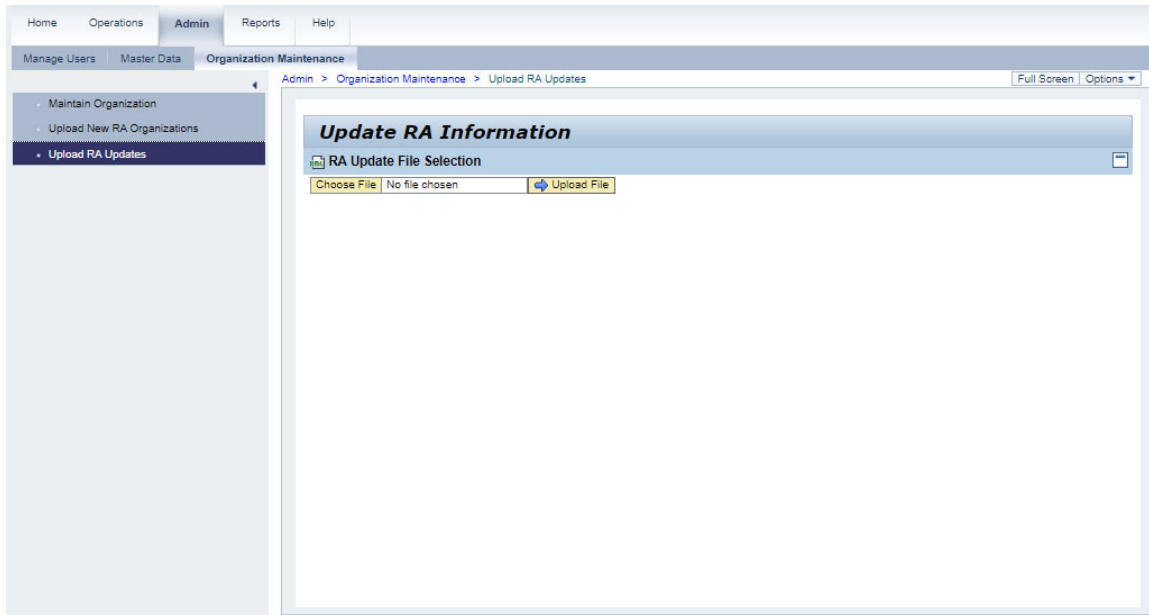 Home Operations Admin Reports Help
Manage Users Master Data Organization Maintenance
Admin > Organization Maintenance > Upload RA Updates Full Screen Options
Maintain Organization
Upload New RA Organizations
Upload RA Updates
Update RA Information
RA Update File Selection
Choose File No file chosen Upload File